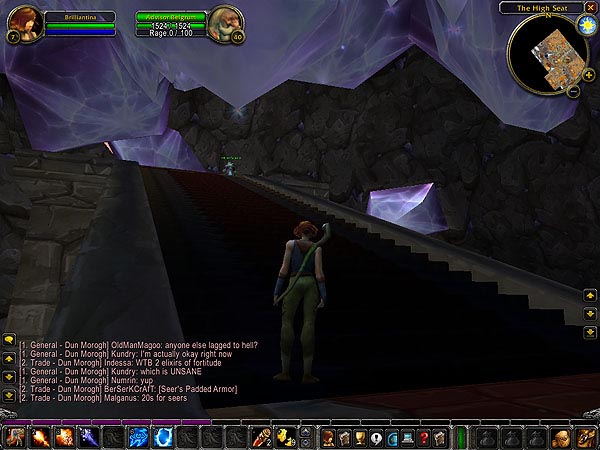 Brilliantina
7
Advisor Belgrum
1524 / 1524
Rage 0 / 100
40
The High Seat
N
[1. General - Dun Morogh] OldManMagoo: anyone else lagged to hell?
[1. General - Dun Morogh] Kundry: I'm actually okay right now
[2. Trade - Dun Morogh] Indessa: WTB 2 elixirs of fortitude
[1. General - Dun Morogh] Kundry: which is UNSANE
[1. General - Dun Morogh] Numrin: yup
[2. Trade - Dun Morogh] BerSerKCrAfT: [Seer's Padded Armor]
[2. Trade - Dun Morogh] Malganus: 20s for seers